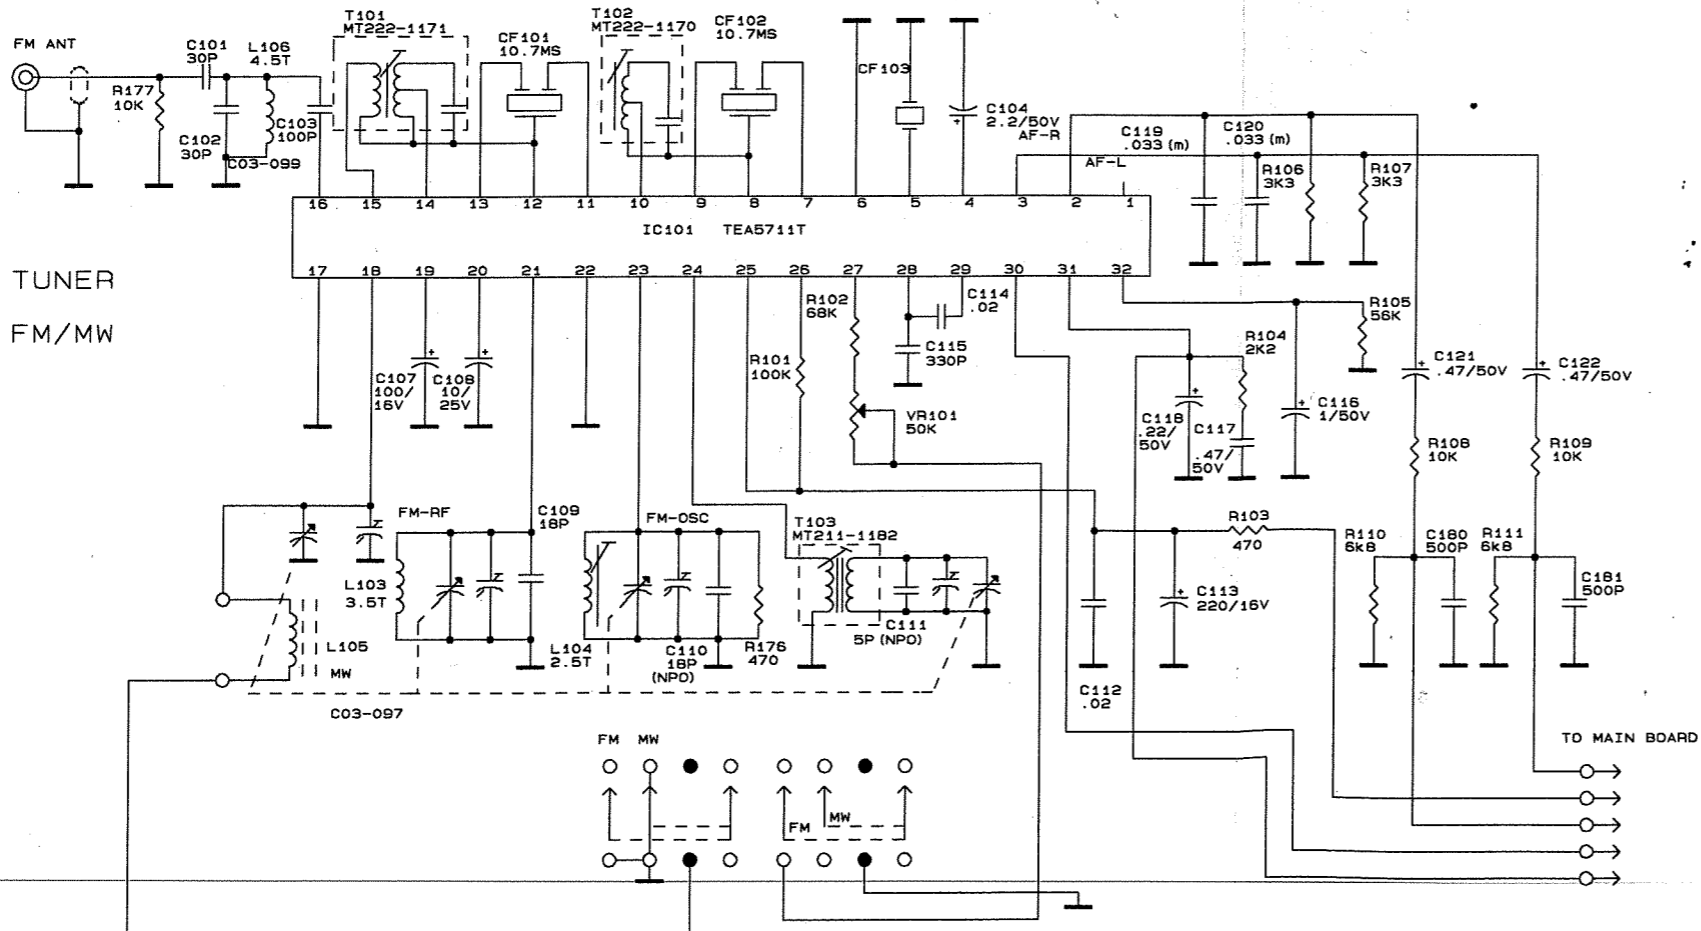 FM ANT
C101
30P
L106
4.5T
R177
10K
C102
30P
C03-099
C103
100P
T101
MT222-1171
CF101
10.7MS
T102
MT222-1170
CF102
10.7MS
CF103
C104
2.2/50V
AF-R
AF-L
C119
.033 (m)
C120
.033 (m)
R106
3K3
R107
3K3
16 15 14 13 12 11 10 9 8 7 6 5 4 3 2 1
IC101 TEA5711T
17 18 19 20 21 22 23 24 25 26 27 28 29 30 31 32
TUNER
FM/MW
C107
100/
16V
C108
10/
25V
R101
100K
R102
68K
VR101
50K
C114
.02
C115
330P
R104
2K2
R105
56K
C118
.22/
50V
C117
.47/
50V
C116
1/50V
C121
.47/50V
C122
.47/50V
R108
10K
R109
10K
FM-RF
C109
18P
L103
3.5T
FM-OSC
L104
2.5T
C110
18P
(NPO)
R176
470
T103
MT211-1182
C111
5P (NPO)
R103
470
C113
220/16V
C112
.02
R110
6k8
C180
500P
R111
6k8
C181
500P
L105
MW
C03-097
FM MW
FM
MW
TO MAIN BOARD